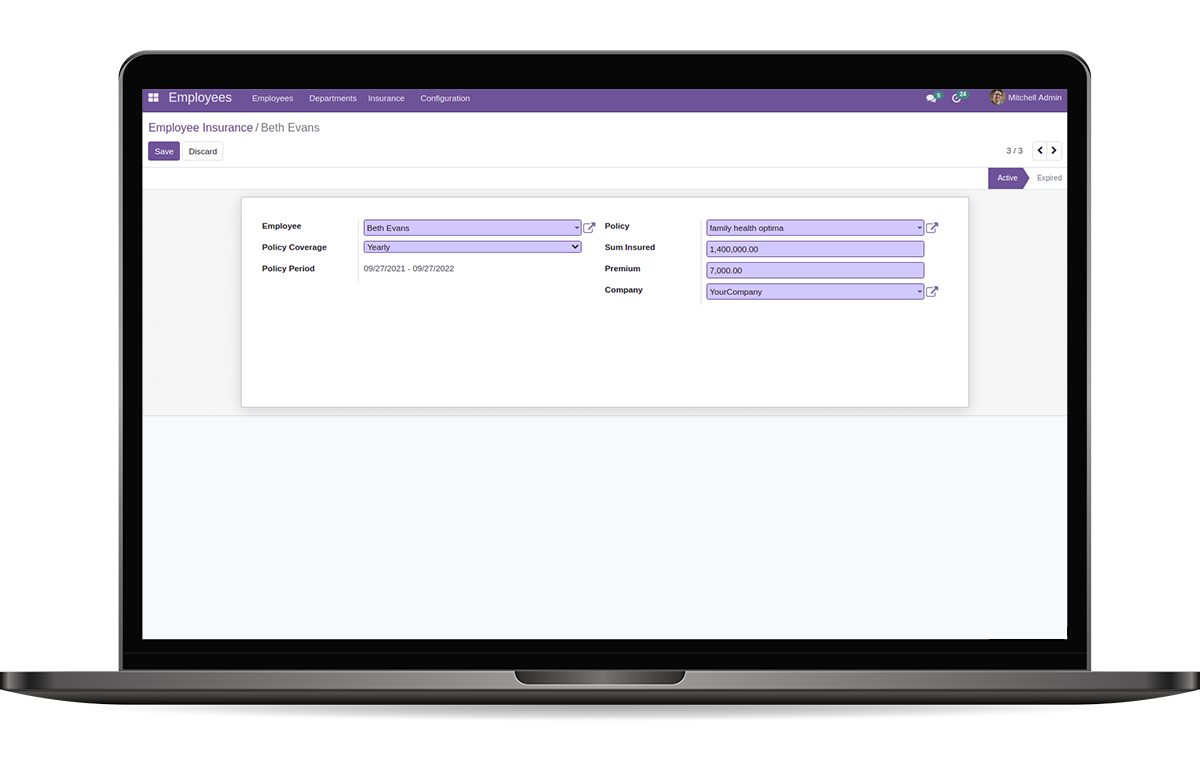 Employees Employees Departments Insurance Configuration 5 24 Mitchell Admin
Employee Insurance / Beth Evans
Save Discard 3 / 3
Active Expired
Employee Beth Evans Policy family health optima
Policy Coverage Yearly Sum Insured 1,400,000.00
Policy Period 09/27/2021 - 09/27/2022 Premium 7,000.00
Company YourCompany